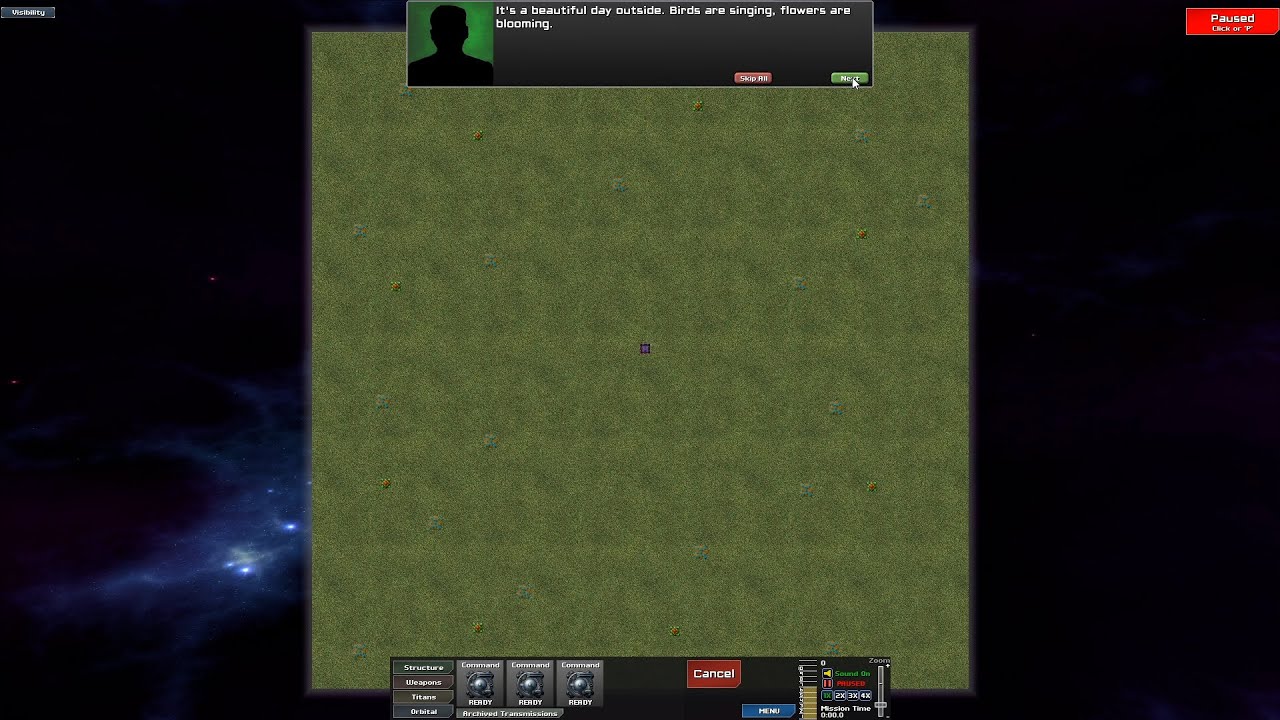 Visibility
It's a beautiful day outside. Birds are singing, flowers are
blooming.
Skip All
Next
Paused
Click or 'P'
Structure
Weapons
Titans
Orbital
Command
READY
Command
READY
Command
READY
Archived Transmissions
Cancel
MENU
0
Sound On
PAUSED
1X 2X 3X 4X
Mission Time
0:00.0
Zoom
+
-